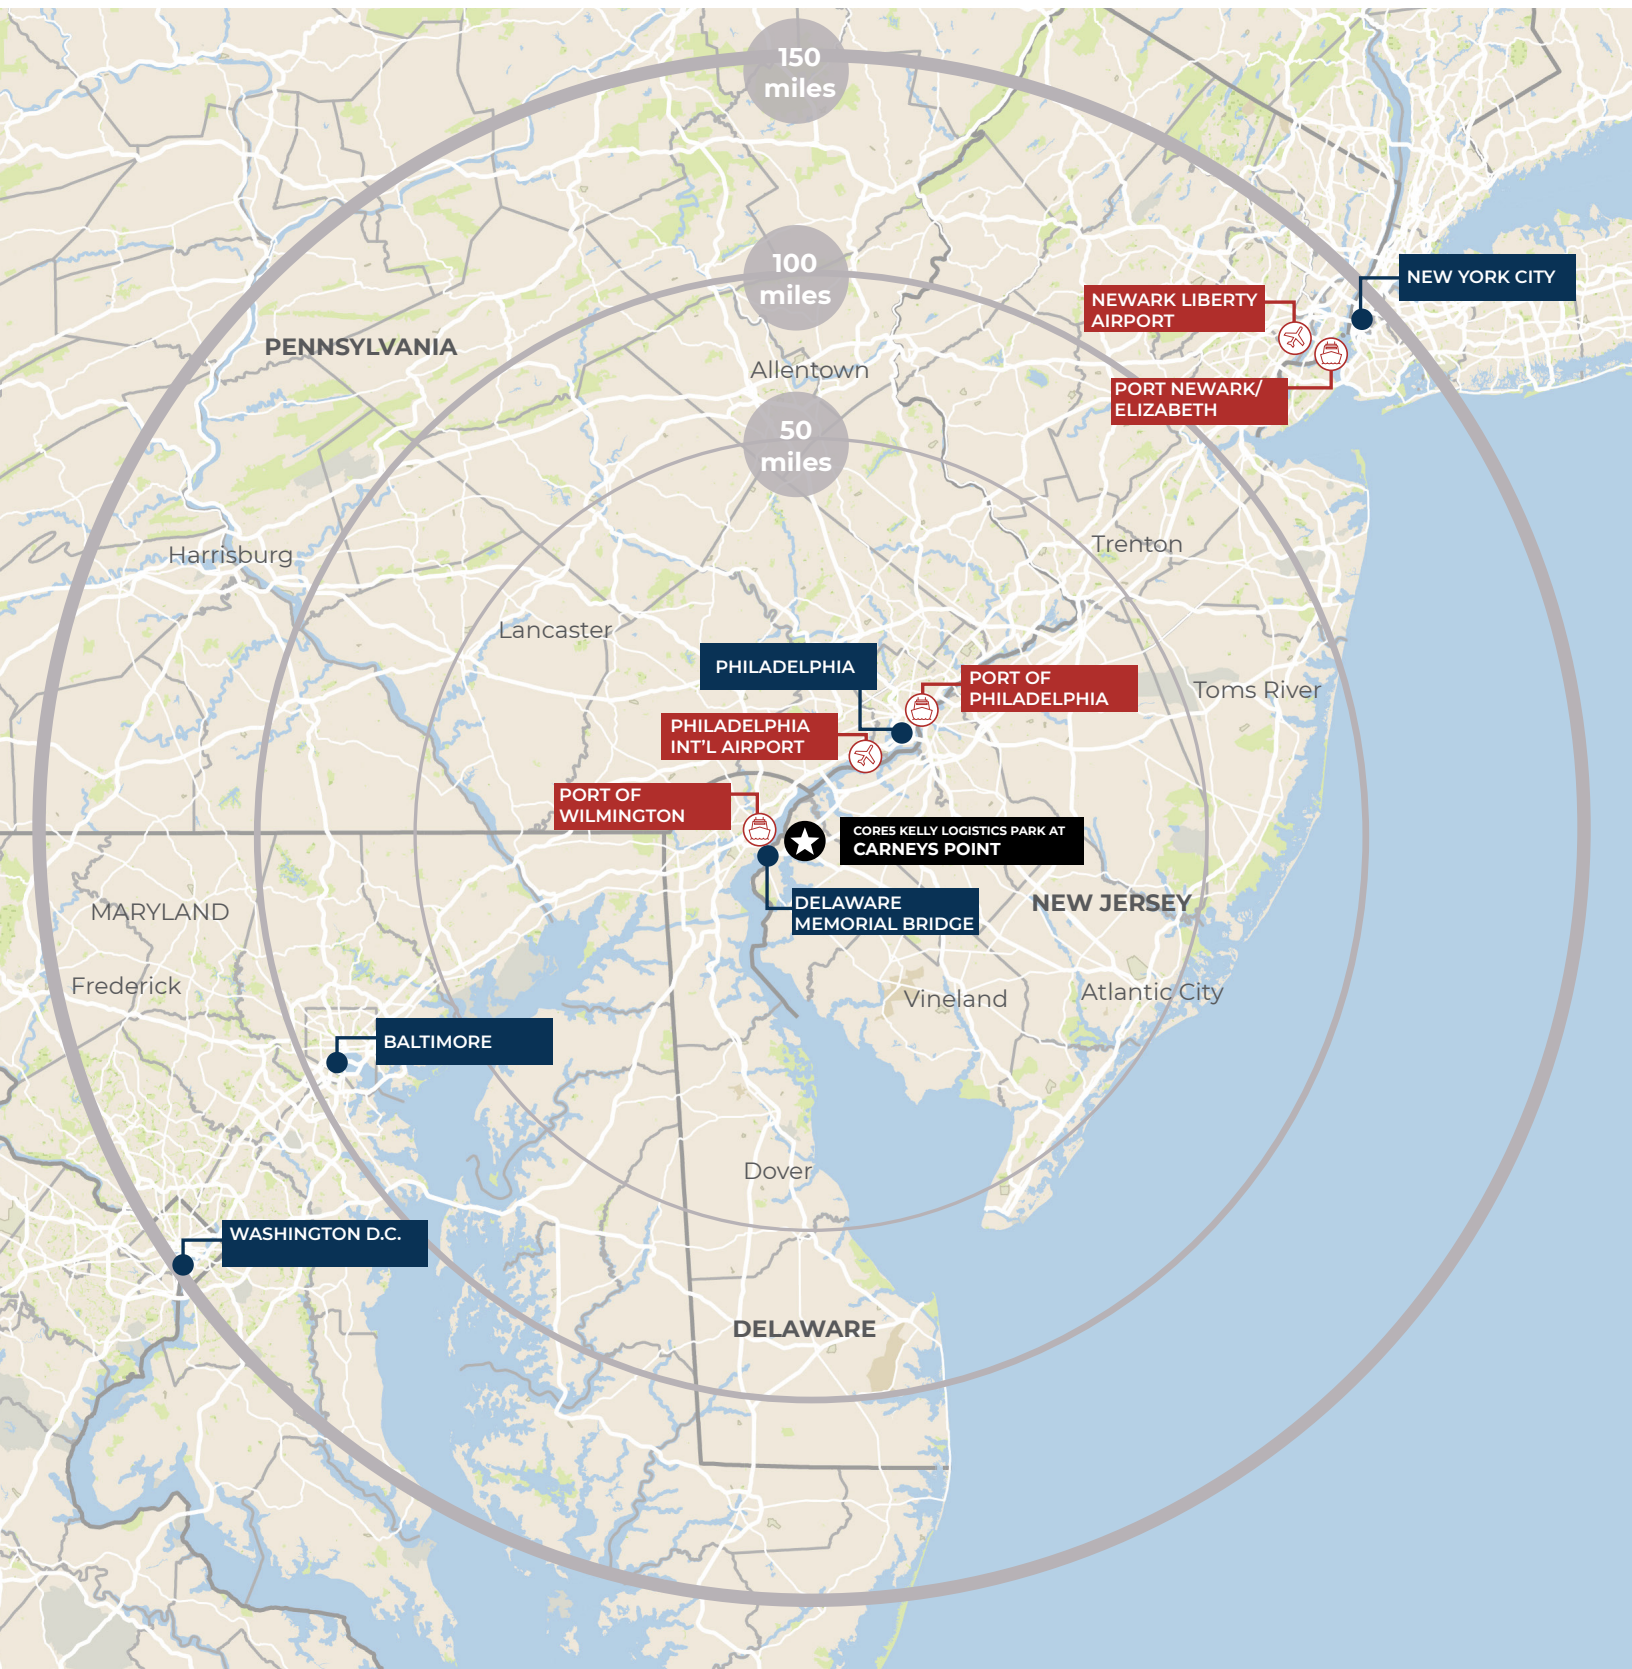 150
miles
100
miles
NEW YORK CITY
NEWARK LIBERTY
AIRPORT
PENNSYLVANIA
Allentown
PORT NEWARK/
ELIZABETH
50
miles
Harrisburg
Trenton
Lancaster
PHILADELPHIA
PORT OF
PHILADELPHIA
Toms River
PHILADELPHIA
INT'L AIRPORT
PORT OF
WILMINGTON
CORE5 KELLY LOGISTICS PARK AT
CARNEYS POINT
DELAWARE
MEMORIAL BRIDGE
NEW JERSEY
MARYLAND
Frederick
Vineland
Atlantic City
BALTIMORE
Dover
WASHINGTON D.C.
DELAWARE